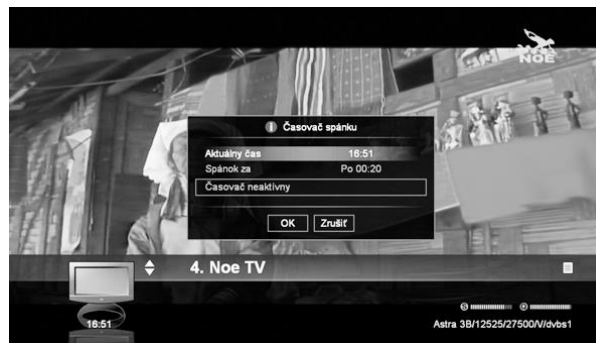 NOE
Časovač spánku
Aktuálny čas 16:51
Spánok za Po 00:20
Časovač neaktívny
OK Zrušiť
4. Noe TV
16:51
S Q
Astra 3B/12525/27500/V/dvbs1